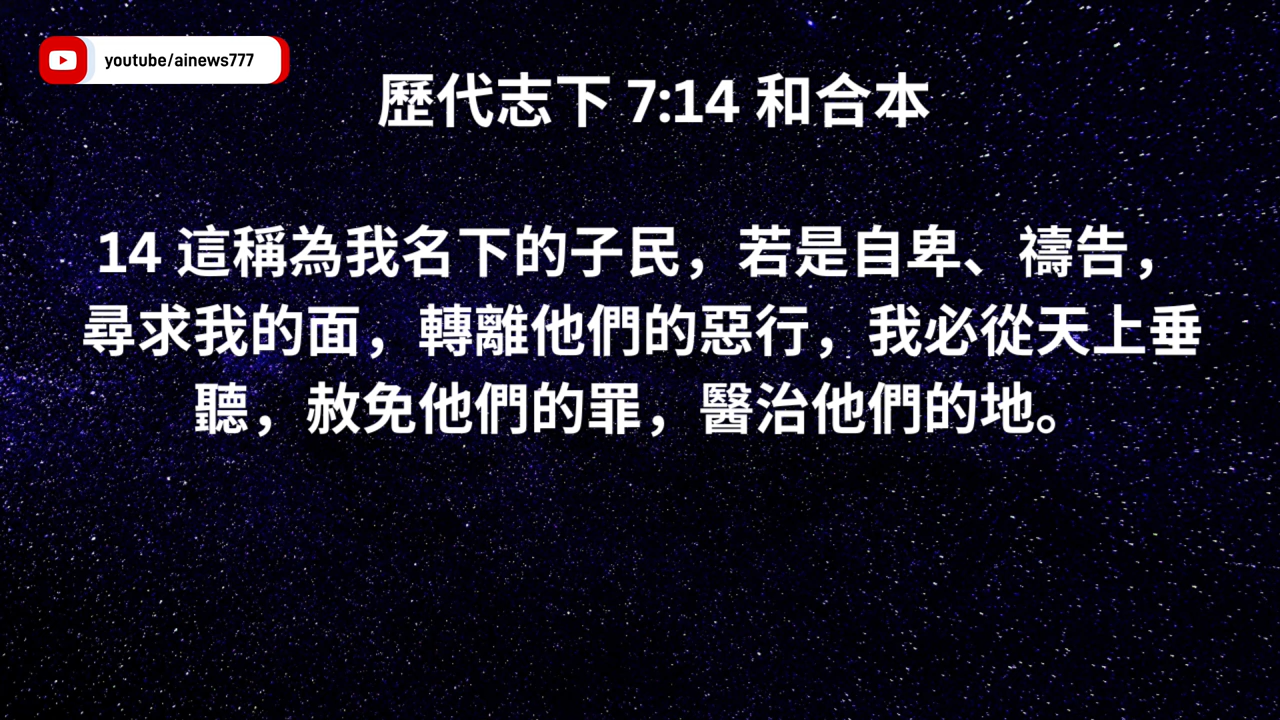 youtube/ainews777
歷代志下 7:14 和合本
14 這稱為我名下的子民，若是自卑、禱告，
尋求我的面，轉離他們的惡行，我必從天上垂
聽，赦免他們的罪，醫治他們的地。